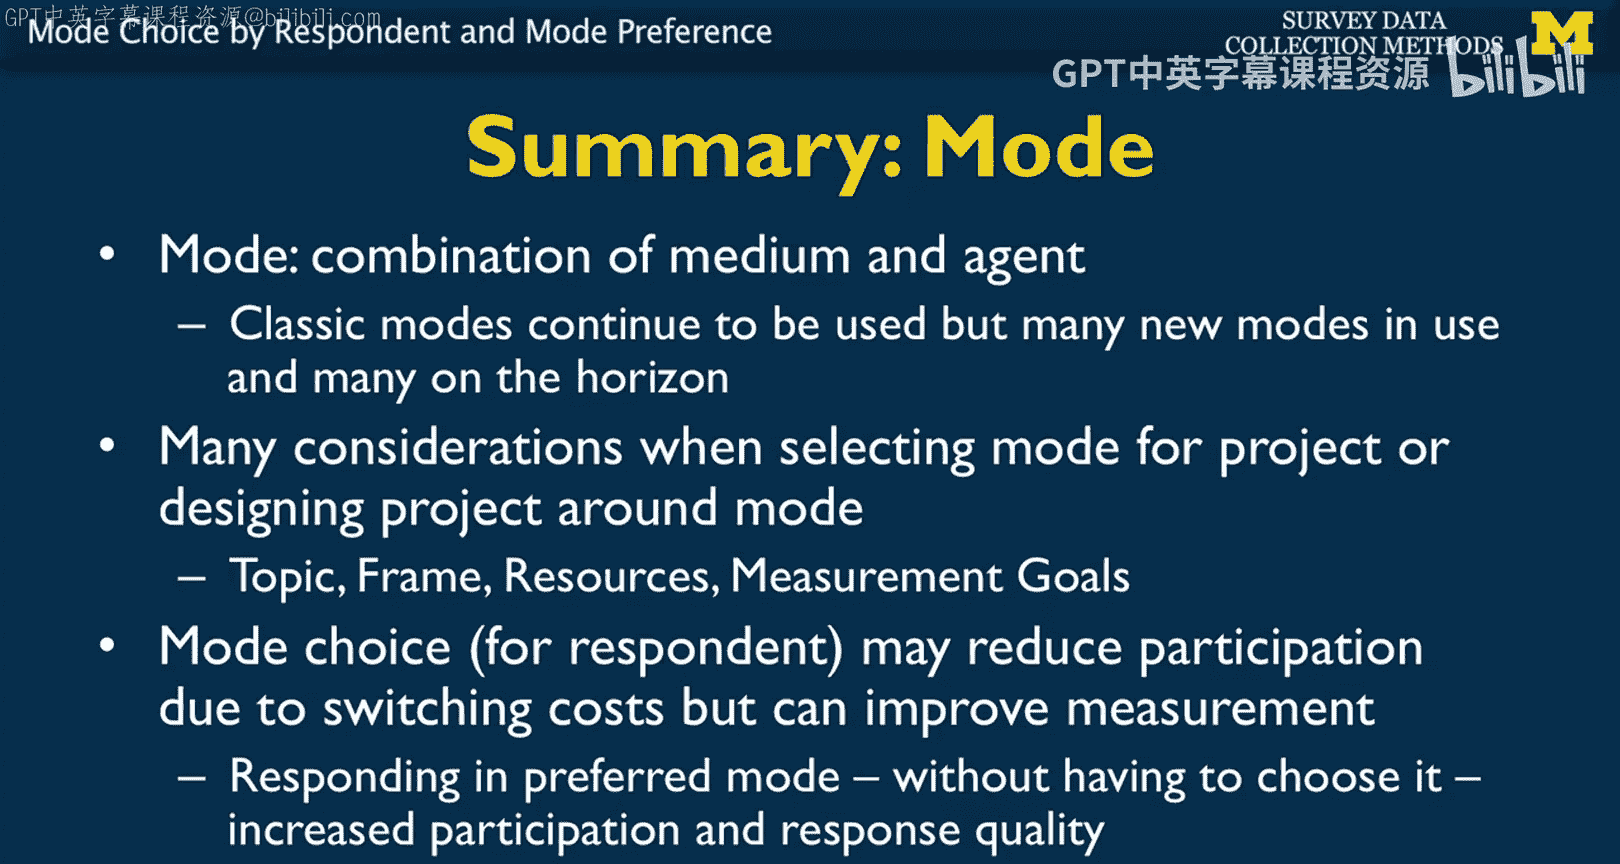 GPT中英字幕课程资源@bilibili.com
Mode Choice by Respondent and Mode Preference
SURVEY DATA
COLLECTION METHODS
M
GPT中英字幕课程资源 bilibili
Summary: Mode
• Mode: combination of medium and agent
– Classic modes continue to be used but many new modes in use
and many on the horizon
• Many considerations when selecting mode for project or
designing project around mode
– Topic, Frame, Resources, Measurement Goals
• Mode choice (for respondent) may reduce participation
due to switching costs but can improve measurement
– Responding in preferred mode – without having to choose it –
increased participation and response quality